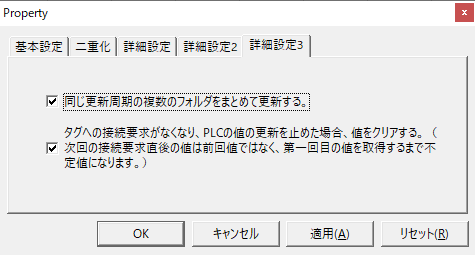 Property
x
基本設定 二重化 詳細設定 詳細設定2 詳細設定3
同じ更新周期の複数のフォルダをまとめて更新する。
タグへの接続要求がなくなり、PLCの値の更新を止めた場合、値をクリアする。（
次回の接続要求直後の値は前回値ではなく、第一回目の値を取得するまで不
定値になります。）
OK キャンセル 適用(A) リセット(R)